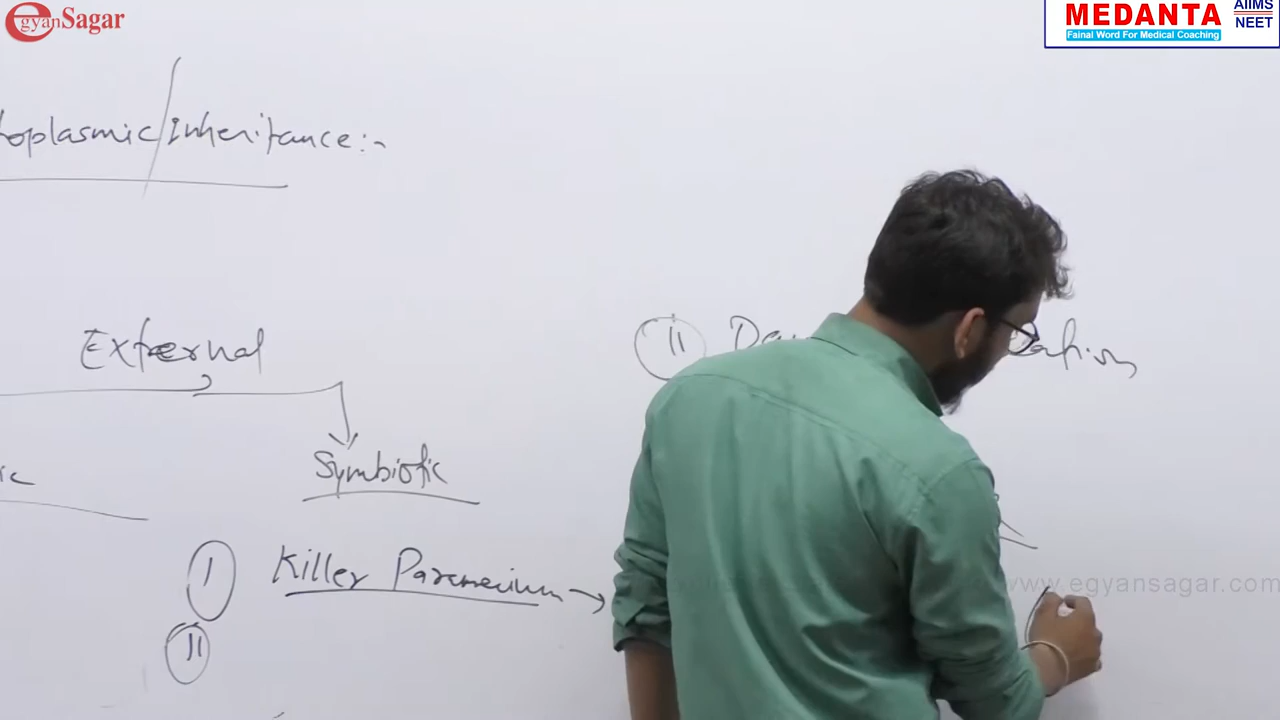 egyanSagar
MEDANTA
Fainal Word For Medical Coaching
AIIMS
NEET
toplasmic/Inheritance:-
External
II
Symbiotic
I Killer Paramecium →
II
www.egyansagar.com